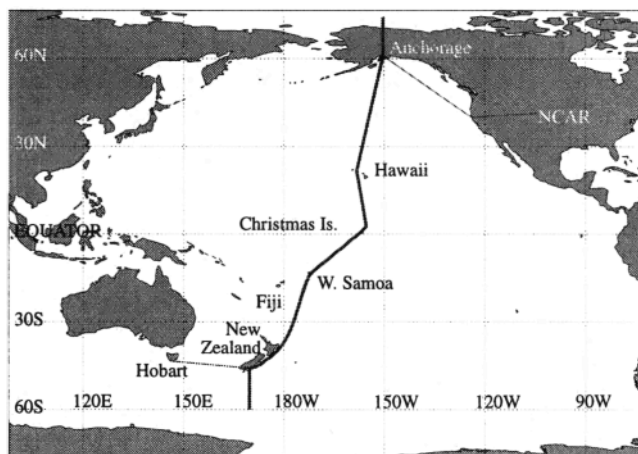 Anchorage
60N
NCAR
30N
Hawaii
Christmas Is.
EQUATOR
W. Samoa
Fiji
30S
New
Zealand
Hobart
120E 150E 180W 150W 120W 90W
60S